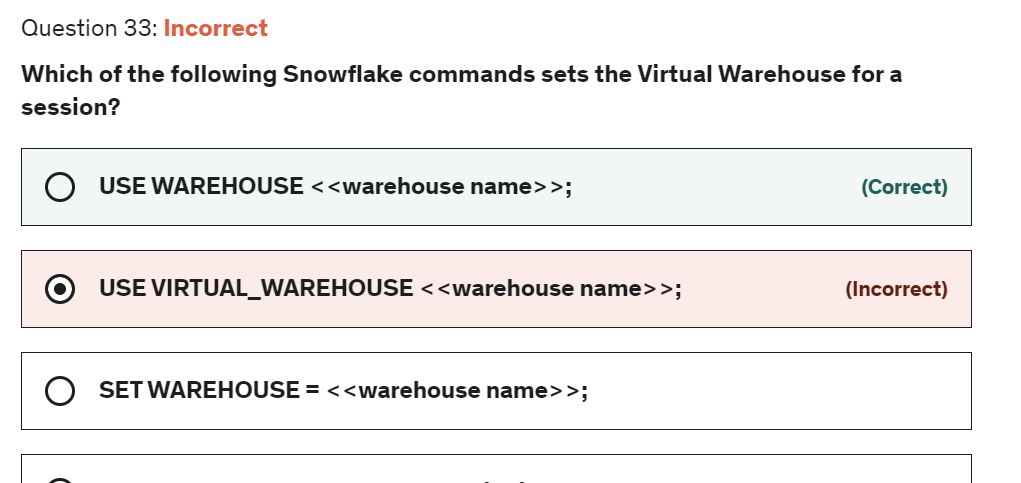 Question 33: Incorrect
Which of the following Snowflake commands sets the Virtual Warehouse for a
session?
USE WAREHOUSE <<warehouse name>>; (Correct)
USE VIRTUAL_WAREHOUSE <<warehouse name>>; (Incorrect)
SET WAREHOUSE = <<warehouse name>>;